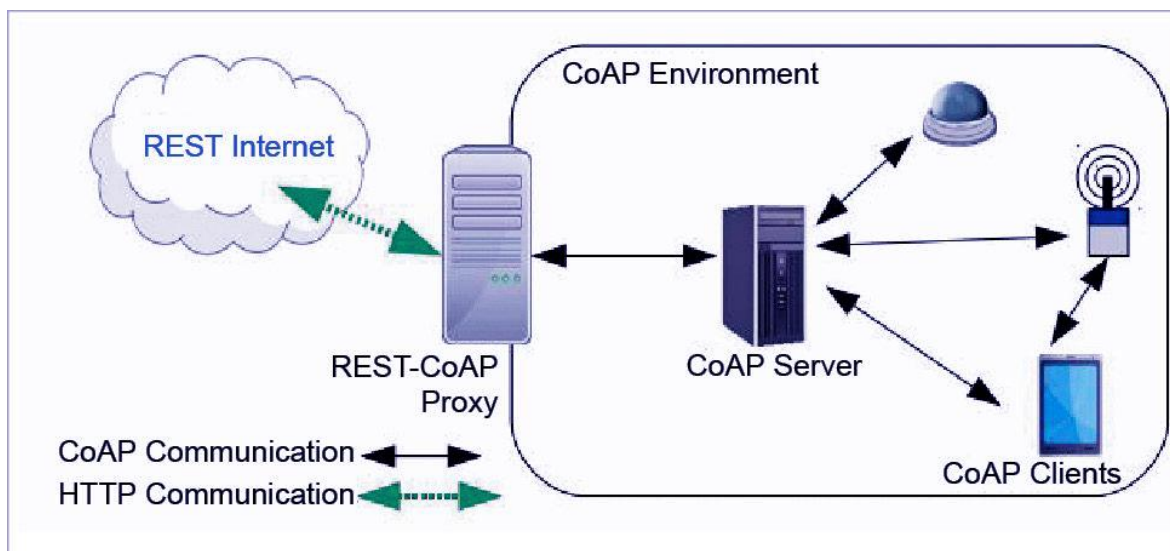 CoAP Environment
REST Internet
REST-CoAP
Proxy
CoAP Server
CoAP Clients
CoAP Communication
HTTP Communication